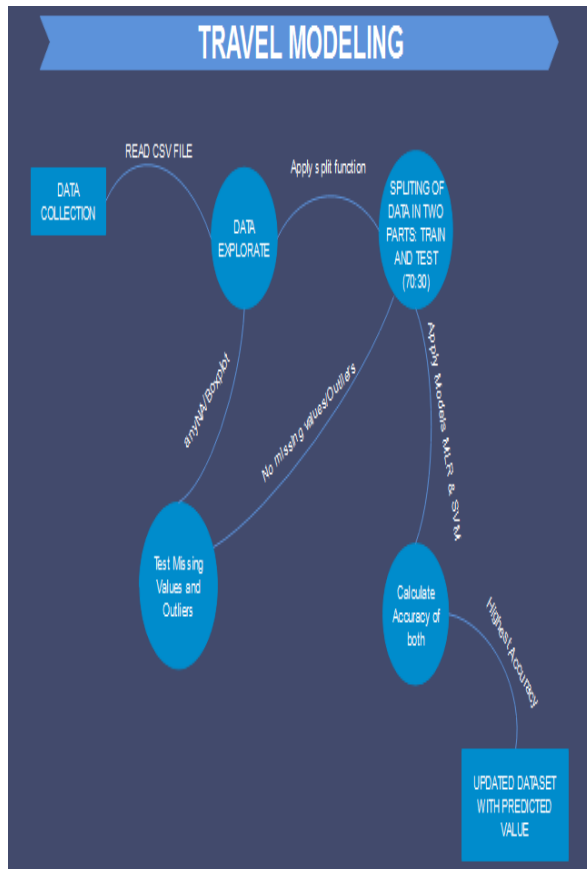 TRAVEL MODELING
READ CSV FILE
Apply split function
DATA
COLLECTION
DATA
EXPLORATE
SPLITING OF
DATA IN TWO
PARTS: TRAIN
AND TEST
(70:30)
anyNA/Boxplot
No missing values/Outlie's
Apply Models MLR & SVM
Test Missing
Values and
Outliers
Calculate
Accuracy of
both
Highest Accuracy
UPDATED DATASET
WITH PREDICTED
VALUE